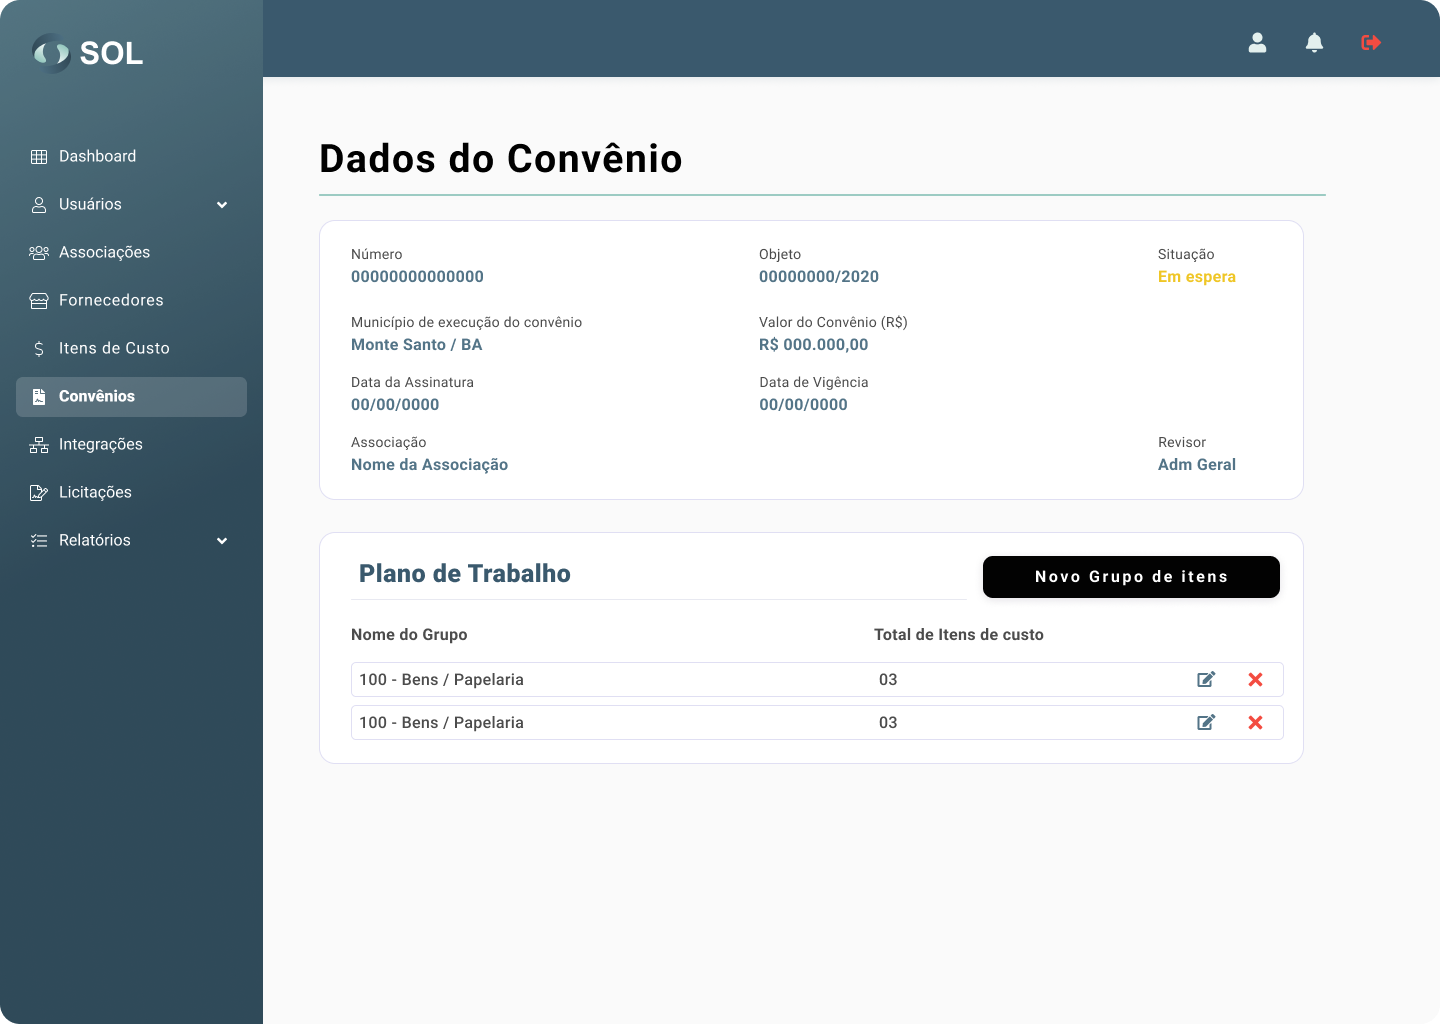 SOL
Dashboard
Usuários
Associações
Fornecedores
Itens de Custo
Convênios
Integrações
Licitações
Relatórios
Dados do Convênio
Número
00000000000000
Objeto
00000000/2020
Situação
Em espera
Município de execução do convênio
Monte Santo / BA
Valor do Convênio (R$)
R$ 000.000,00
Data da Assinatura
00/00/0000
Data de Vigência
00/00/0000
Associação
Nome da Associação
Revisor
Adm Geral
Plano de Trabalho
Novo Grupo de itens
Nome do Grupo Total de Itens de custo
100 - Bens / Papelaria 03
100 - Bens / Papelaria 03